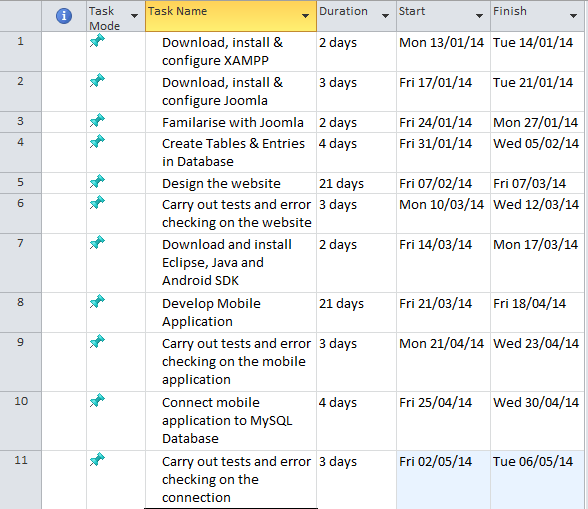 Task Mode Task Name Duration Start Finish
1 Download, install & configure XAMPP 2 days Mon 13/01/14 Tue 14/01/14
2 Download, install & configure Joomla 3 days Fri 17/01/14 Tue 21/01/14
3 Familarise with Joomla 2 days Fri 24/01/14 Mon 27/01/14
4 Create Tables & Entries in Database 4 days Fri 31/01/14 Wed 05/02/14
5 Design the website 21 days Fri 07/02/14 Fri 07/03/14
6 Carry out tests and error checking on the website 3 days Mon 10/03/14 Wed 12/03/14
7 Download and install Eclipse, Java and Android SDK 2 days Fri 14/03/14 Mon 17/03/14
8 Develop Mobile Application 21 days Fri 21/03/14 Fri 18/04/14
9 Carry out tests and error checking on the mobile application 3 days Mon 21/04/14 Wed 23/04/14
10 Connect mobile application to MySQL Database 4 days Fri 25/04/14 Wed 30/04/14
11 Carry out tests and error checking on the connection 3 days Fri 02/05/14 Tue 06/05/14